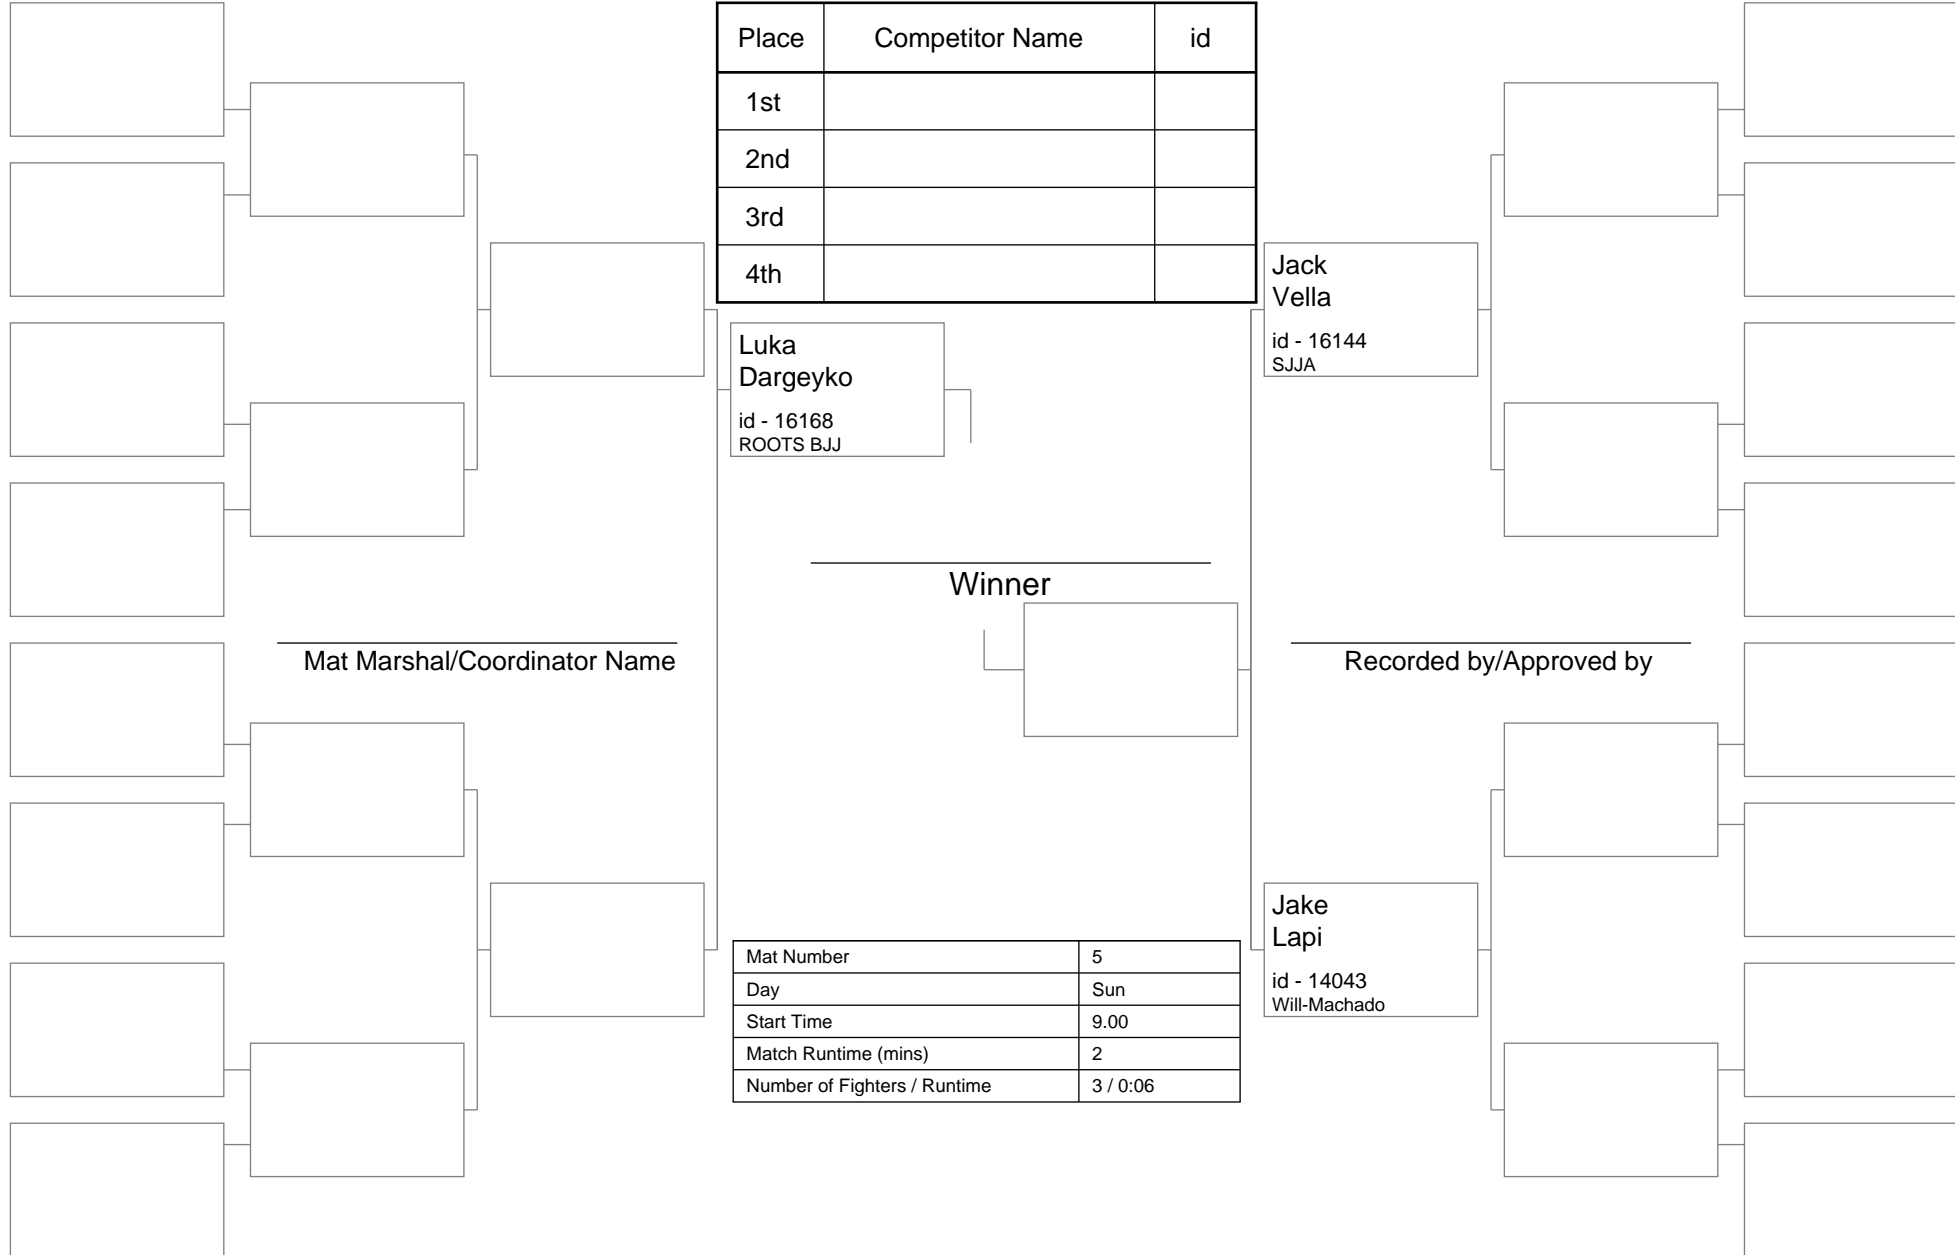 Place Competitor Name id
1st
2nd
3rd
4th
Jack
Vella
id - 16144
SJJA
Luka
Dargeyko
id - 16168
ROOTS BJJ
Winner
Mat Marshal/Coordinator Name
Recorded by/Approved by
Jake
Lapi
id - 14043
Will-Machado
Mat Number 5
Day Sun
Start Time 9.00
Match Runtime (mins) 2
Number of Fighters / Runtime 3 / 0:06